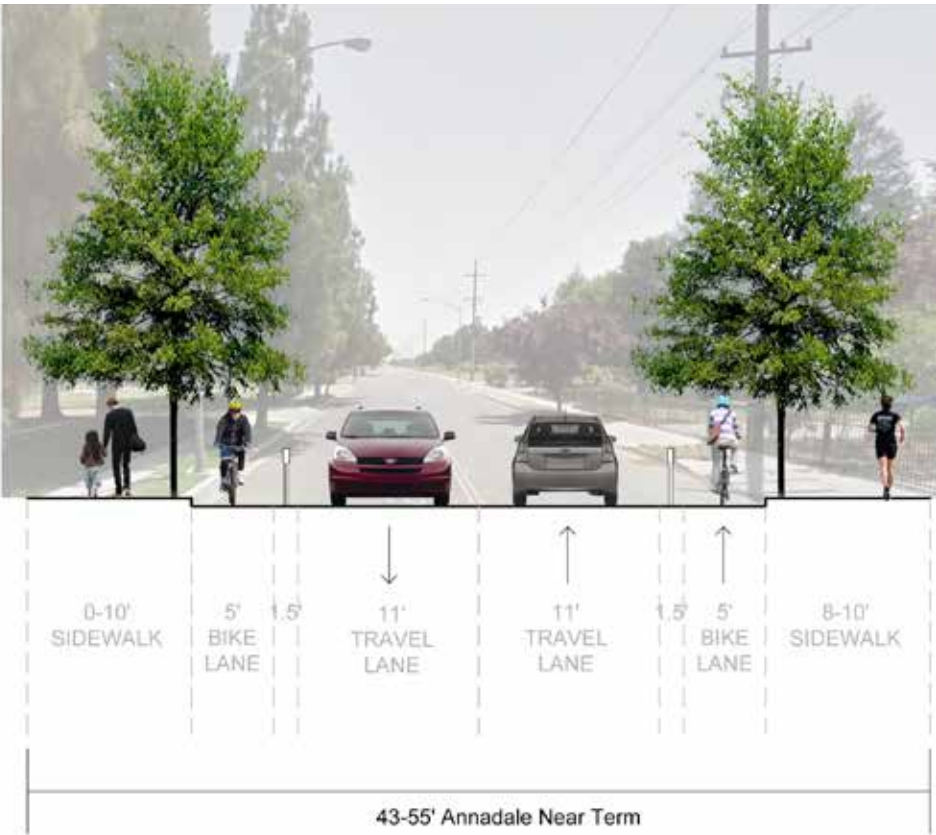 0-10'
SIDEWALK
5'
BIKE
LANE
1.5'
11'
TRAVEL
LANE
11'
TRAVEL
LANE
1.5'
5'
BIKE
LANE
8-10'
SIDEWALK
43-55' Annadale Near Term